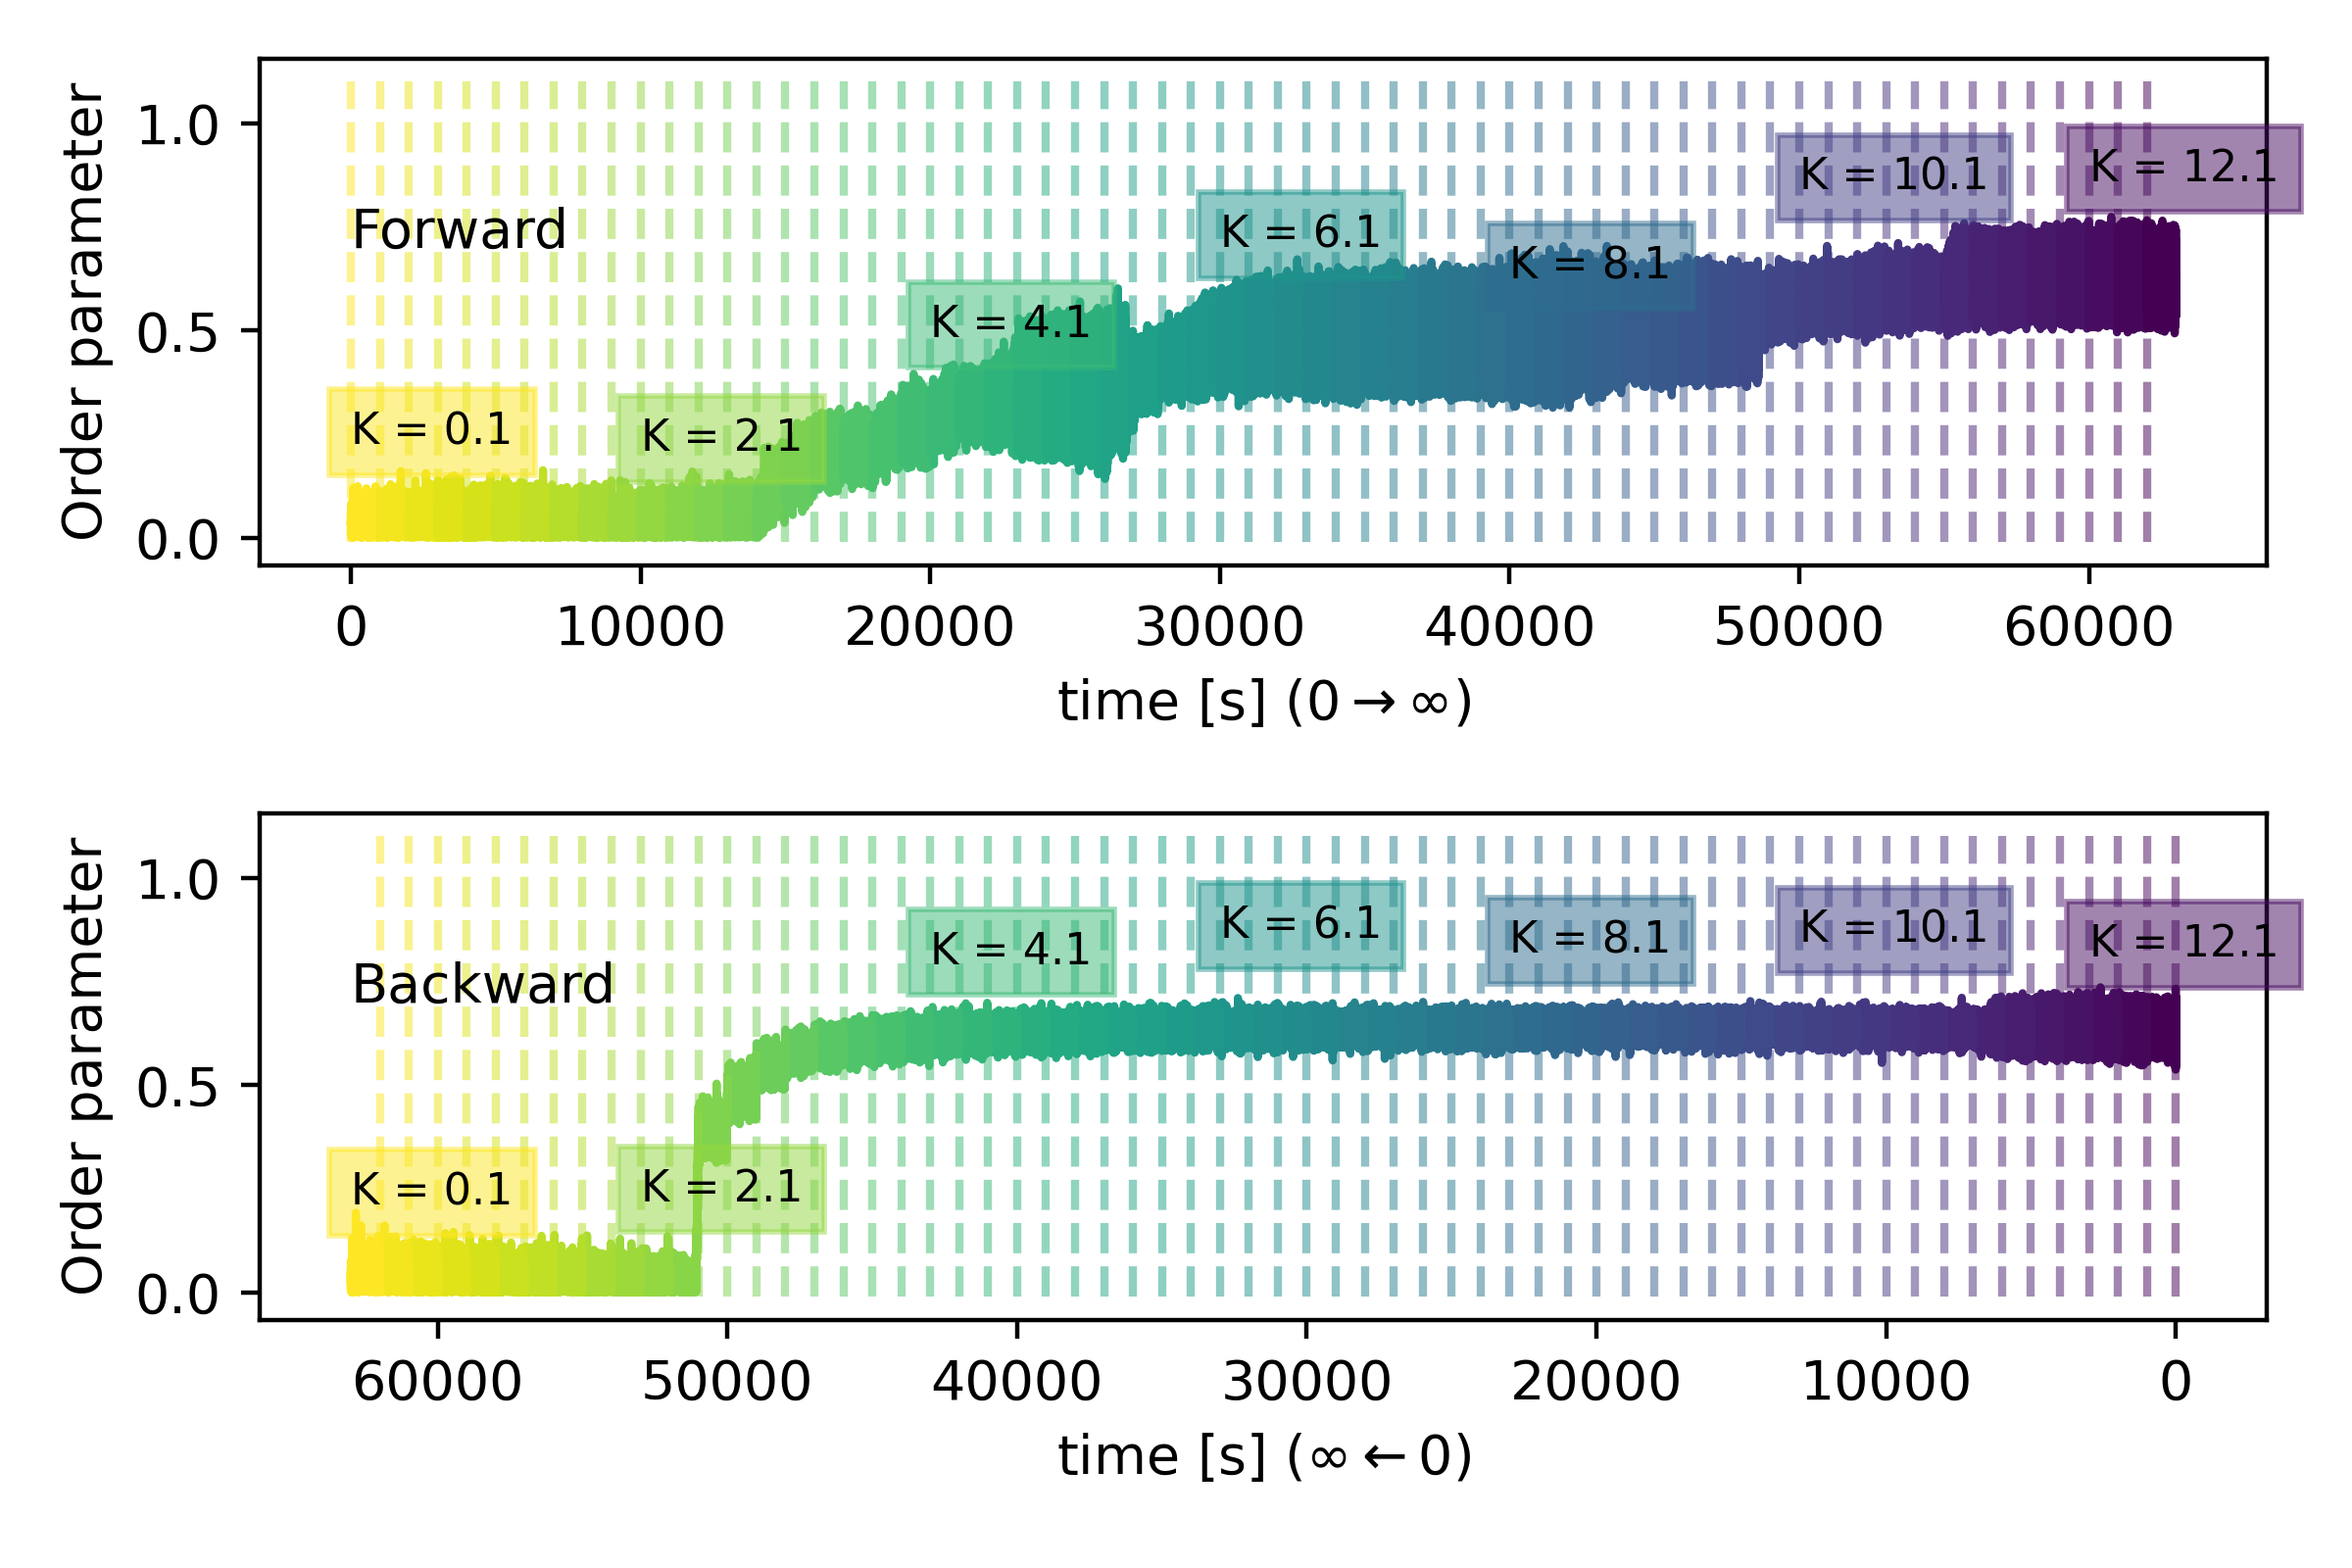 Order parameter
1.0
0.5
0.0
Forward
K = 0.1
K = 2.1
K = 4.1
K = 6.1
K = 8.1
K = 10.1
K = 12.1
0 10000 20000 30000 40000 50000 60000
time [s] (0→∞)
Order parameter
1.0
0.5
0.0
Backward
K = 0.1
K = 2.1
K = 4.1
K = 6.1
K = 8.1
K = 10.1
K = 12.1
60000 50000 40000 30000 20000 10000 0
time [s] (∞←0)